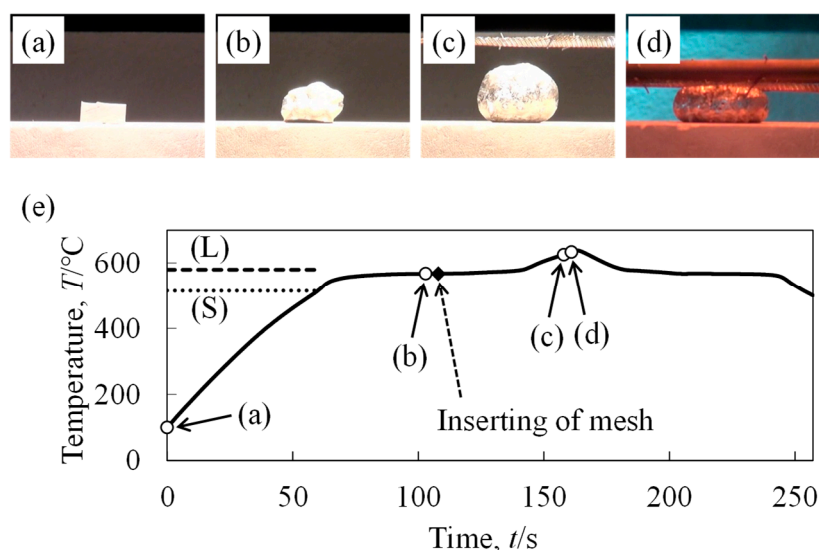 (a)
(b)
(c)
(d)
(e)
Temperature, T/°C
600
400
200
0
(L)
(S)
(a)
(b)
Inserting of mesh
(c)
(d)
0
50
100
150
200
250
Time, t/s